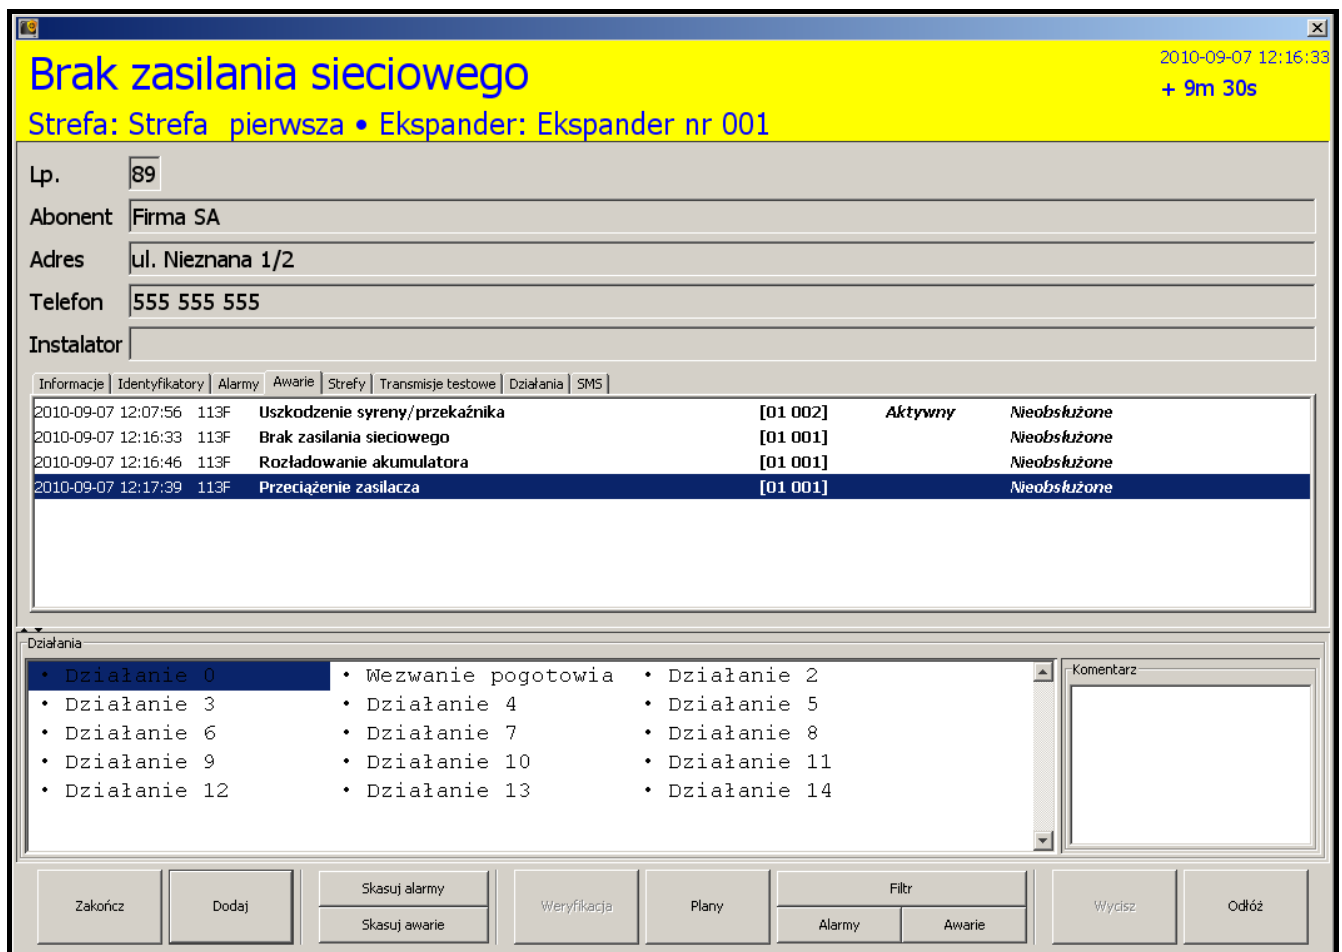 Brak zasilania sieciowego
2010-09-07 12:16:33
+ 9m 30s
Strefa: Strefa pierwsza • Ekspander: Ekspander nr 001
Lp. 89
Abonent Firma SA
Adres ul. Nieznana 1/2
Telefon 555 555 555
Instalator
Informacje Identyfikatory Alarmy Awarie Strefy Transmisje testowe Działania SMS
2010-09-07 12:07:56 113F Uszkodzenie syreny/przekaźnika [01 002] Aktywny Nieobsłużone
2010-09-07 12:16:33 113F Brak zasilania sieciowego [01 001] Nieobsłużone
2010-09-07 12:16:46 113F Rozładowanie akumulatora [01 001] Nieobsłużone
2010-09-07 12:17:39 113F Przeciążenie zasilacza [01 001] Nieobsłużone
Działania
• Działanie 0 • Wezwanie pogotowia • Działanie 2
• Działanie 3 • Działanie 4 • Działanie 5
• Działanie 6 • Działanie 7 • Działanie 8
• Działanie 9 • Działanie 10 • Działanie 11
• Działanie 12 • Działanie 13 • Działanie 14
Komentarz
Zakończ Dodaj Skasuj alarmy Weryfikacja Plany Filtr Wycisz Odłóż
Skasuj awarie Alarmy Awarie